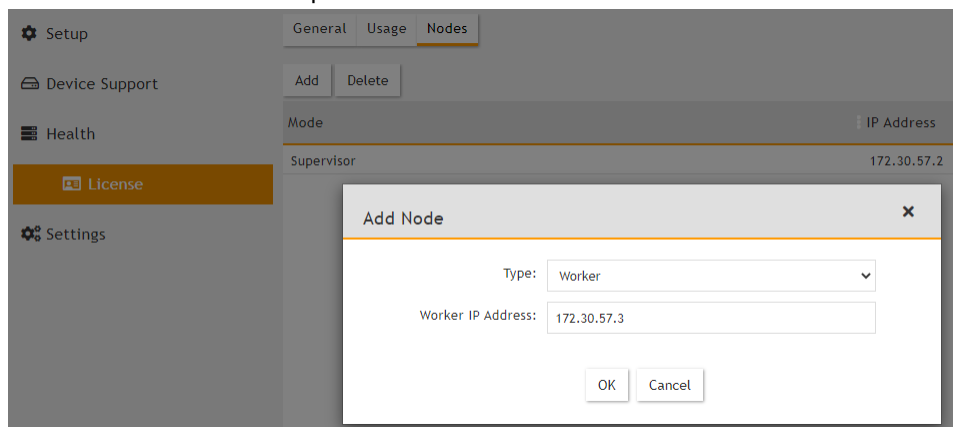 Setup
General Usage Nodes
Device Support
Add Delete
Health
Mode IP Address
Supervisor 172.30.57.2
License
Add Node
Settings
Type: Worker
Worker IP Address: 172.30.57.3
OK Cancel